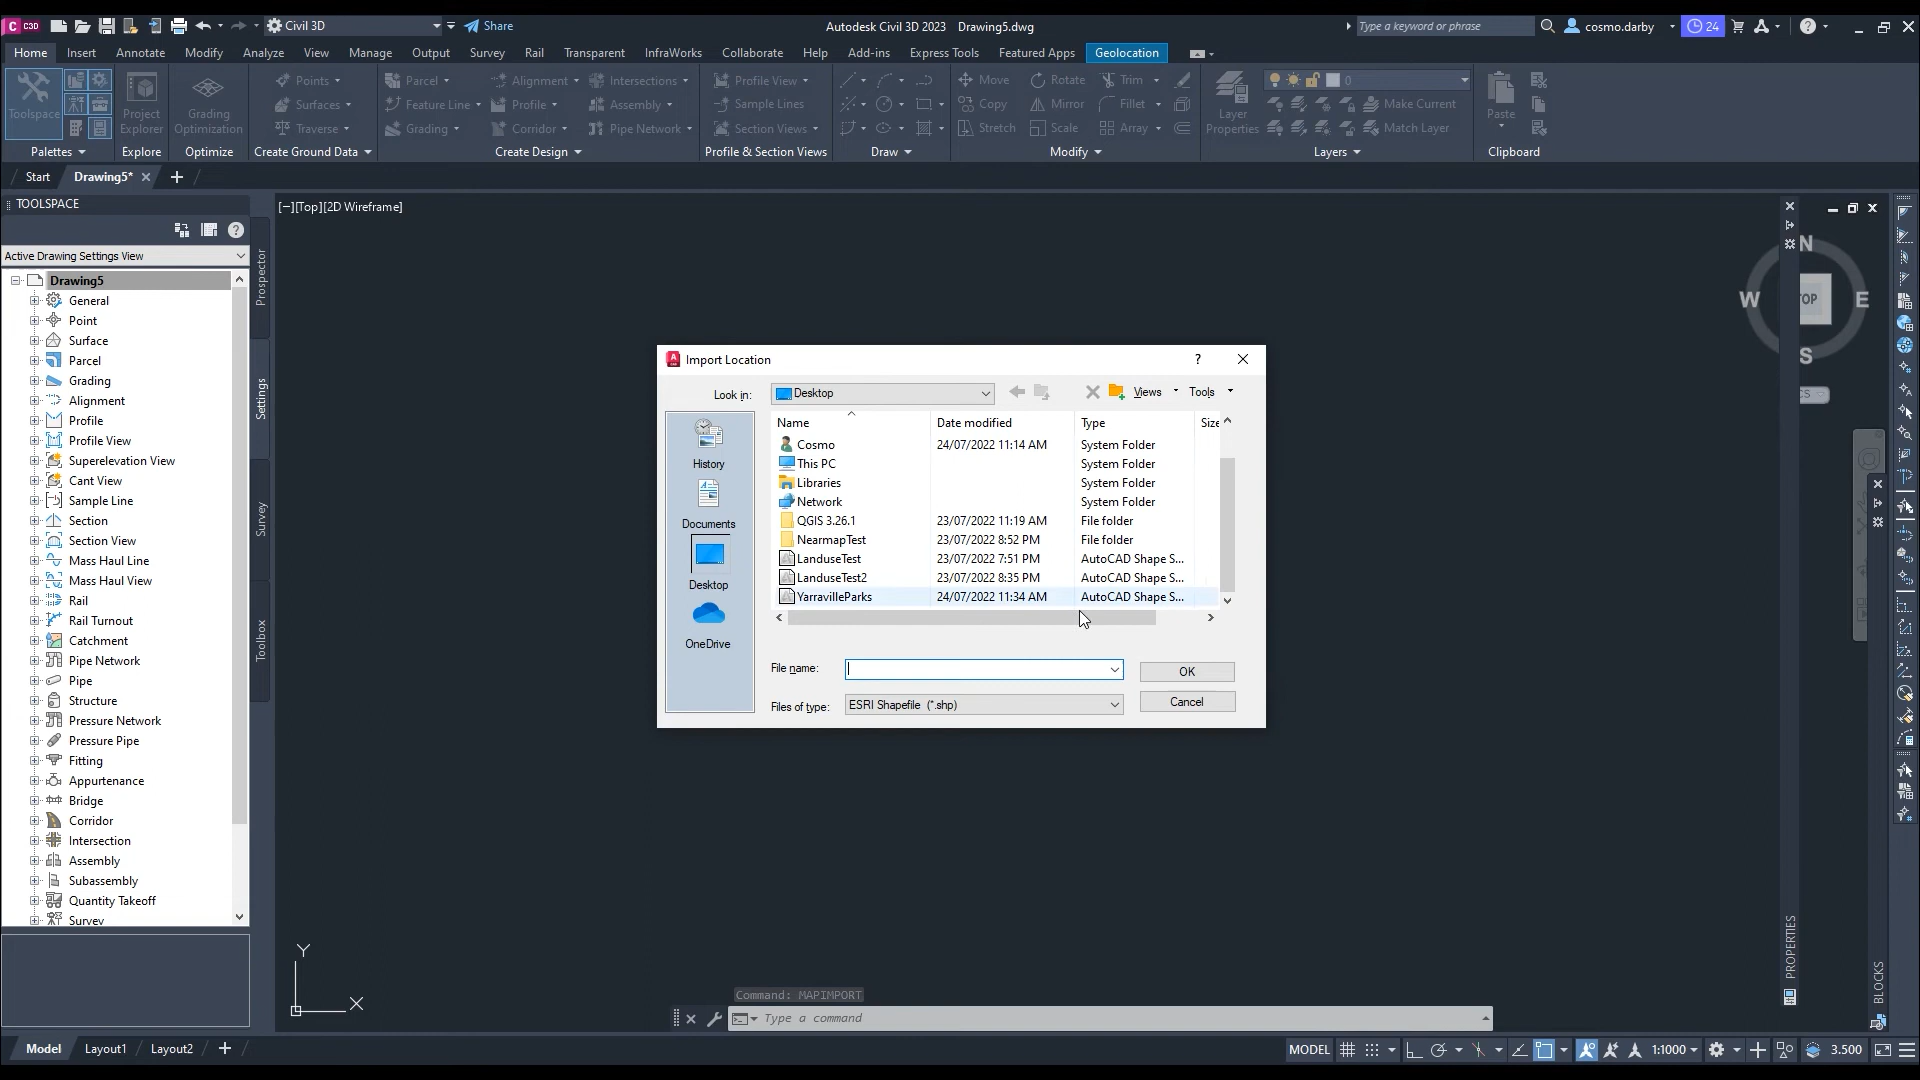 C C3D Civil 3D Share Autodesk Civil 3D 2023 Drawing5.dwg Type a keyword or phrase cosmo.darby 24
Home Insert Annotate Modify Analyze View Manage Output Survey Rail Transparent InfraWorks Collaborate Help Add-ins Express Tools Featured Apps Geolocation
Points Parcel Alignment Intersections Profile View Move Rotate Trim 0
Toolspace Project Explorer Grading Optimization Surfaces Feature Line Profile Assembly Sample Lines Copy Mirror Fillet Layer Properties Make Current Paste
Traverse Grading Corridor Pipe Network Section Views Stretch Scale Array Match Layer
Palettes Explore Optimize Create Ground Data Create Design Profile & Section Views Draw Modify Layers Clipboard
Start Drawing5*
TOOLSPACE
[−][Top][2D Wireframe]
Active Drawing Settings View
Drawing5
General
Point
Surface
Parcel
Grading
Alignment
Profile
Profile View
Superelevation View
Cant View
Sample Line
Section
Section View
Mass Haul Line
Mass Haul View
Rail
Rail Turnout
Catchment
Pipe Network
Pipe
Structure
Pressure Network
Pressure Pipe
Fitting
Appurtenance
Bridge
Corridor
Intersection
Assembly
Subassembly
Quantity Takeoff
Survey
Prospector
Settings
Survey
Toolbox
Import Location
Look in: Desktop Views Tools
Name Date modified Type Size
Cosmo 24/07/2022 11:14 AM System Folder
This PC System Folder
Libraries System Folder
Network System Folder
QGIS 3.26.1 23/07/2022 11:19 AM File folder
NearmapTest 23/07/2022 8:52 PM File folder
LanduseTest 23/07/2022 7:51 PM AutoCAD Shape S...
LanduseTest2 23/07/2022 8:35 PM AutoCAD Shape S...
YarravilleParks 24/07/2022 11:34 AM AutoCAD Shape S...
History
Documents
Desktop
OneDrive
File name: OK
Files of type: ESRI Shapefile (*.shp) Cancel
N
W TOP E
S
CS
PROPERTIES
BLOCKS
Y
X
Command: MAPIMPORT
Type a command
Model Layout1 Layout2 MODEL 1:1000 3.500